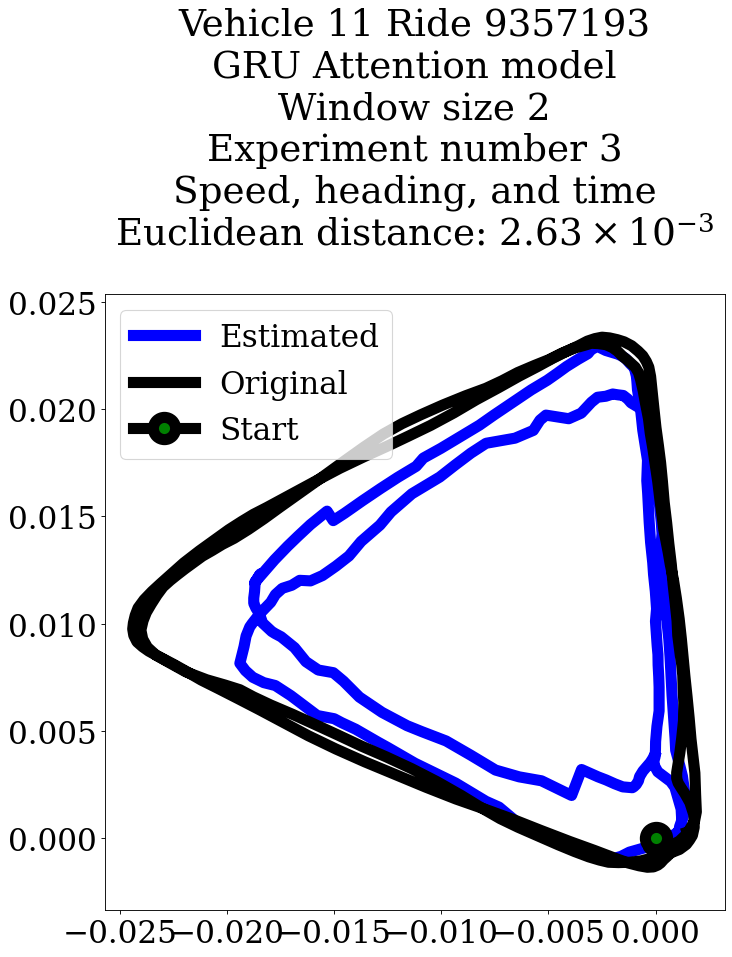 Vehicle 11 Ride 9357193
GRU Attention model
Window size 2
Experiment number 3
Speed, heading, and time
Euclidean distance: 2.63 × 10⁻³
0.025
Estimated
Original
0.020
Start
0.015
0.010
0.005
0.000
−0.025 −0.020 −0.015 −0.010 −0.005 0.000